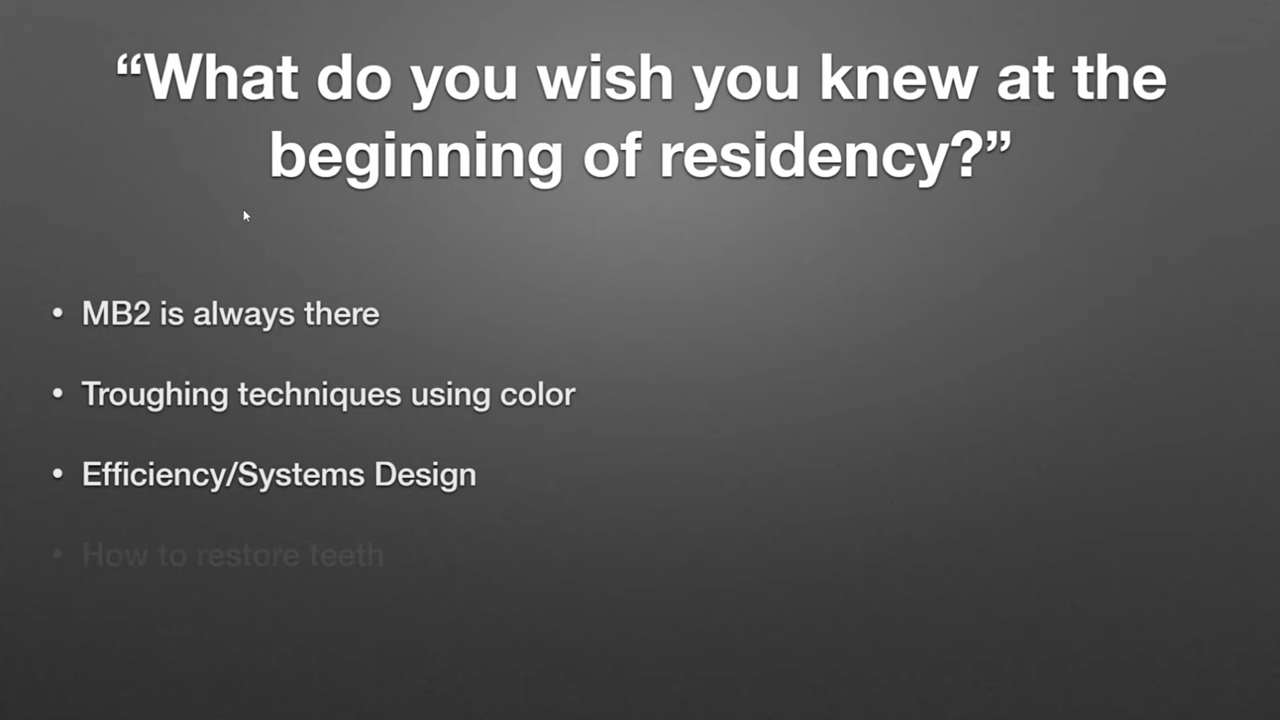 “What do you wish you knew at the
beginning of residency?”
• MB2 is always there
• Troughing techniques using color
• Efficiency/Systems Design
• How to restore teeth